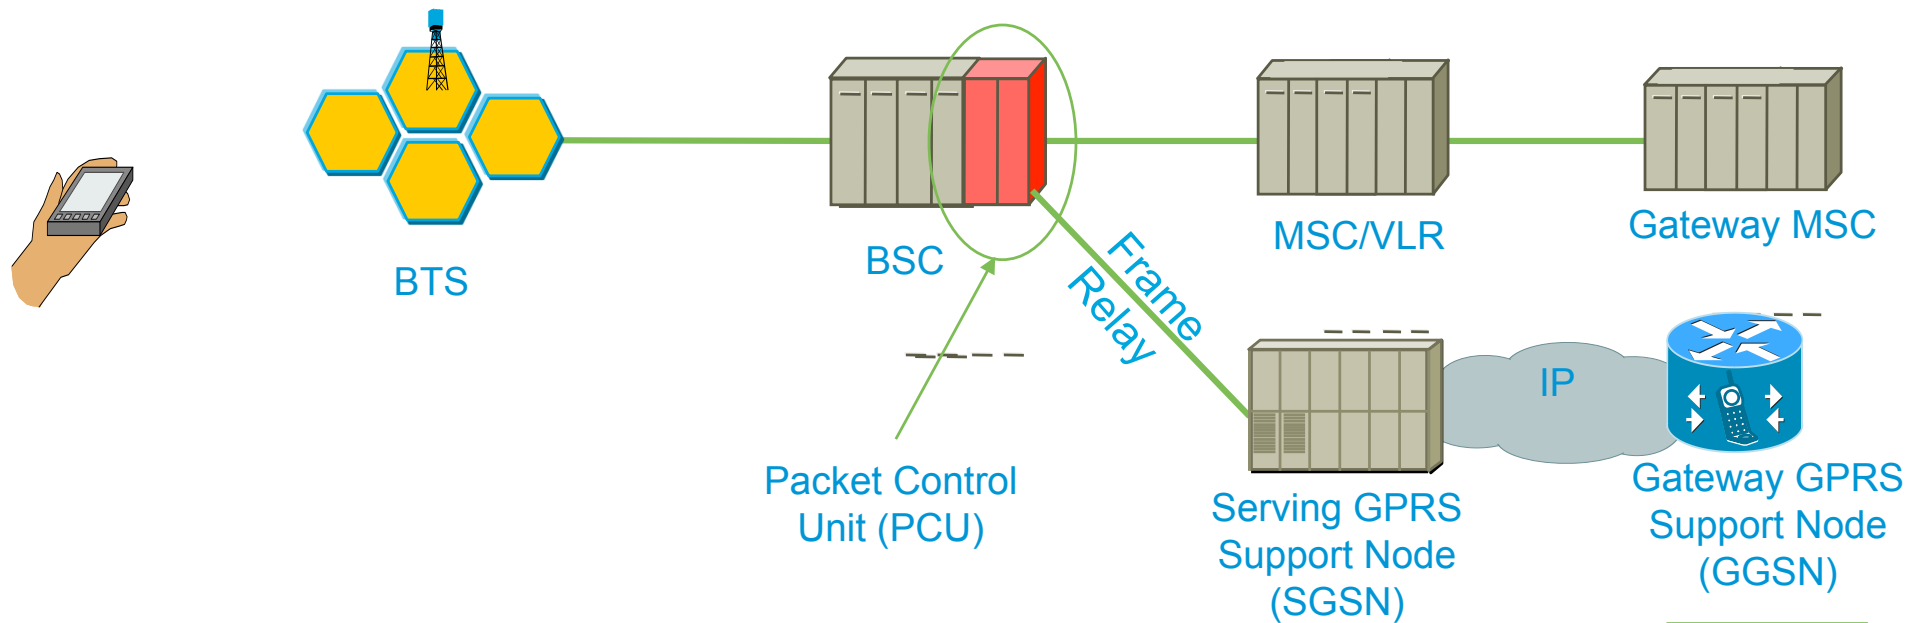 BTS
BSC
MSC/VLR
Gateway MSC
Frame
Relay
IP
Packet Control
Unit (PCU)
Serving GPRS
Support Node
(SGSN)
Gateway GPRS
Support Node
(GGSN)